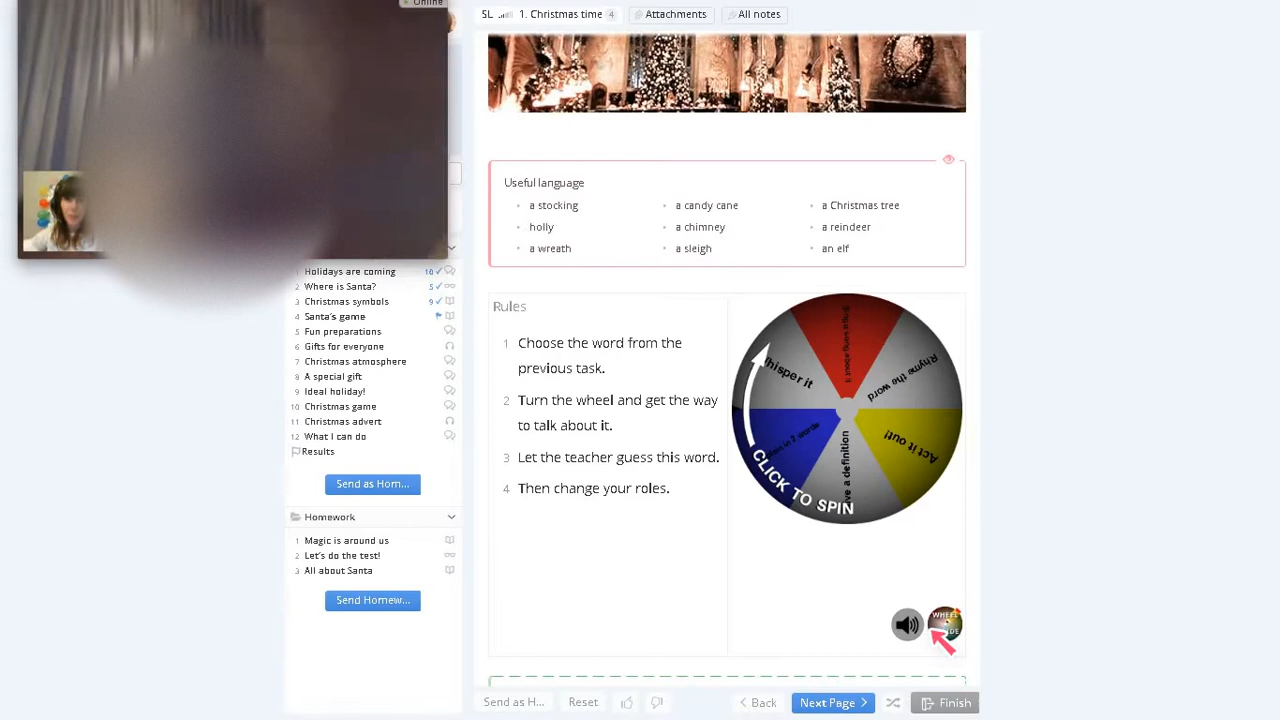 Online
SL 1. Christmas time 4 Attachments All notes
Useful language
a stocking a candy cane a Christmas tree
holly a chimney a reindeer
a wreath a sleigh an elf
Holidays are coming 10
2 Where is Santa? 5
3 Christmas symbols 9
4 Santa's game
5 Fun preparations
6 Gifts for everyone
7 Christmas atmosphere
8 A special gift
9 Ideal holiday!
10 Christmas game
11 Christmas advert
12 What I can do
Results
Send as Hom...
Homework
1 Magic is around us
2 Let's do the test!
3 All about Santa
Send Homew...
Rules
1 Choose the word from the
previous task.
2 Turn the wheel and get the way
to talk about it.
3 Let the teacher guess this word.
4 Then change your roles.
Rhyme the word
Act it out!
CLICK TO SPIN
WHEEL
Send as H... Reset Back Next Page Finish